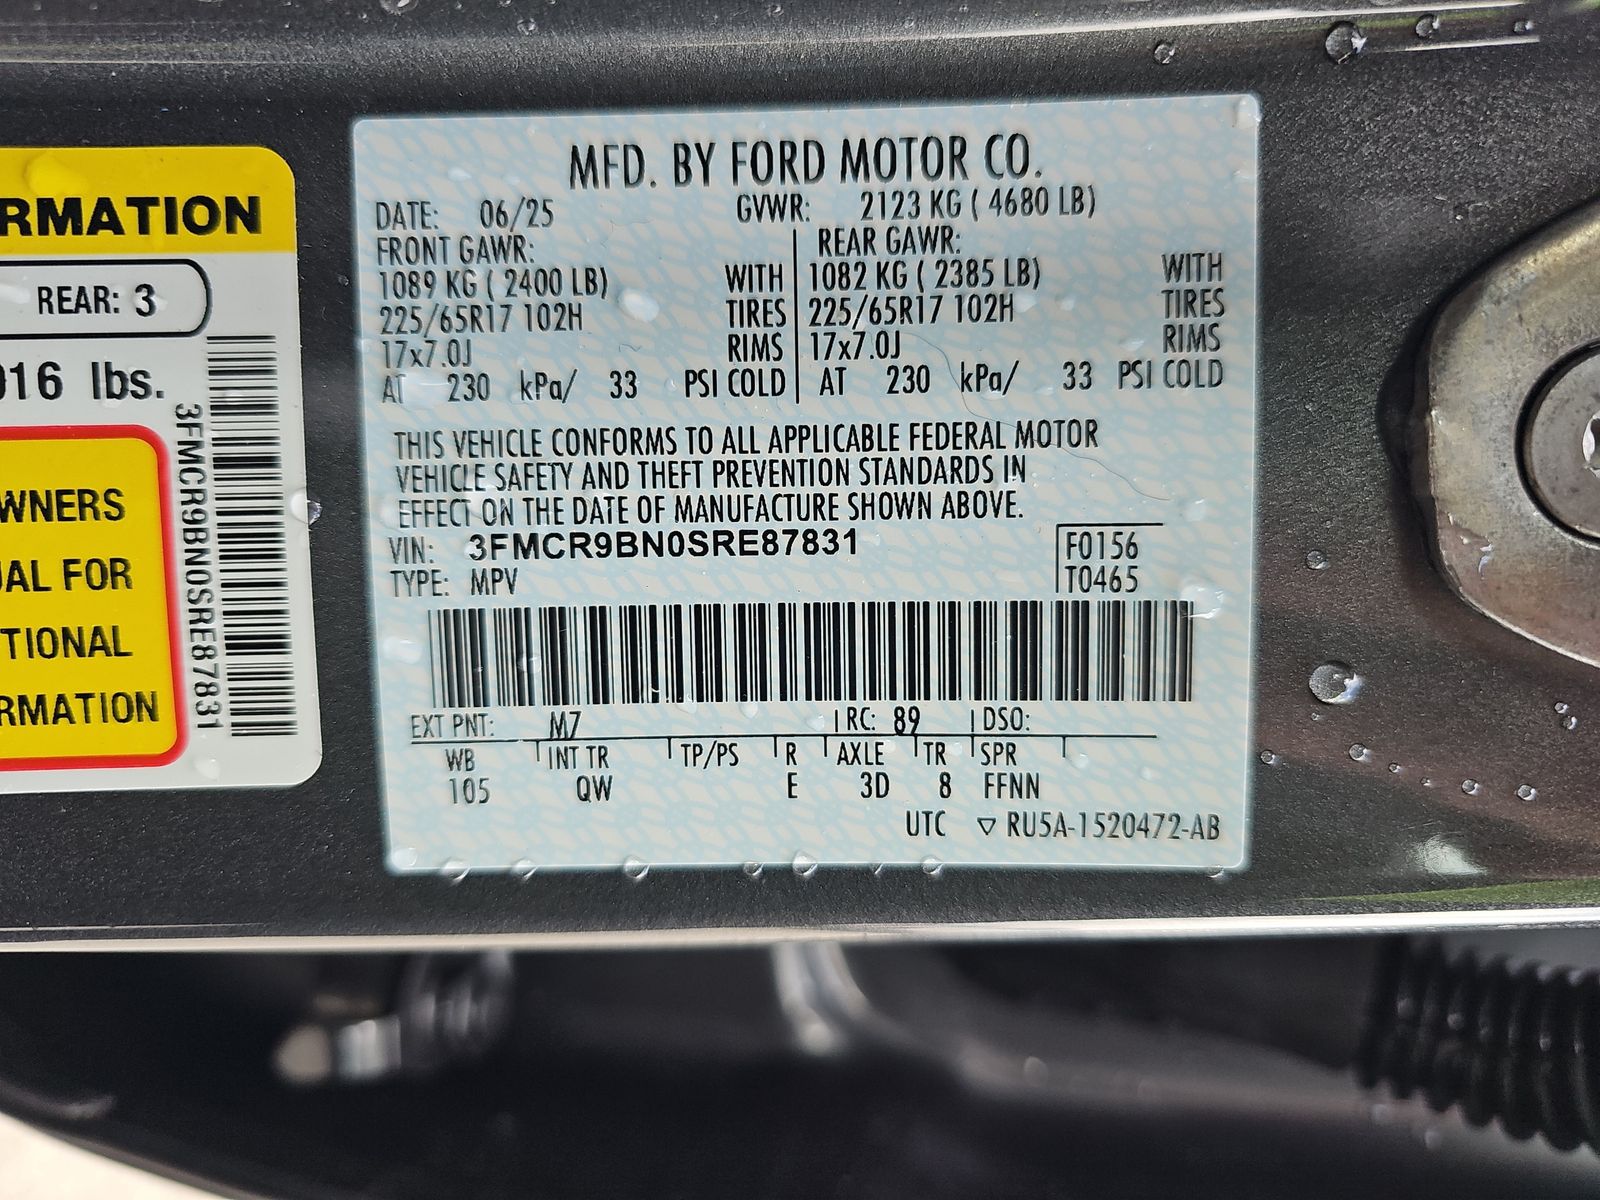 RMATION
REAR: 3
016 lbs.
WNERS
UAL FOR
TIONAL
RMATION
3FMCR9BN0SRE87831
MFD. BY FORD MOTOR CO.
DATE: 06/25 GVWR: 2123 KG ( 4680 LB)
FRONT GAWR: REAR GAWR:
1089 KG ( 2400 LB) WITH 1082 KG ( 2385 LB) WITH
225/65R17 102H TIRES 225/65R17 102H TIRES
17x7.0J RIMS 17x7.0J RIMS
AT 230 kPa/ 33 PSI COLD AT 230 kPa/ 33 PSI COLD
THIS VEHICLE CONFORMS TO ALL APPLICABLE FEDERAL MOTOR
VEHICLE SAFETY AND THEFT PREVENTION STANDARDS IN
EFFECT ON THE DATE OF MANUFACTURE SHOWN ABOVE.
VIN: 3FMCR9BN0SRE87831 F0156
TYPE: MPV T0465
EXT PNT: M7 RC: 89 DSO:
WB INT TR TP/PS R AXLE TR SPR
105 QW E 3D 8 FFNN
UTC ▽ RU5A-1520472-AB